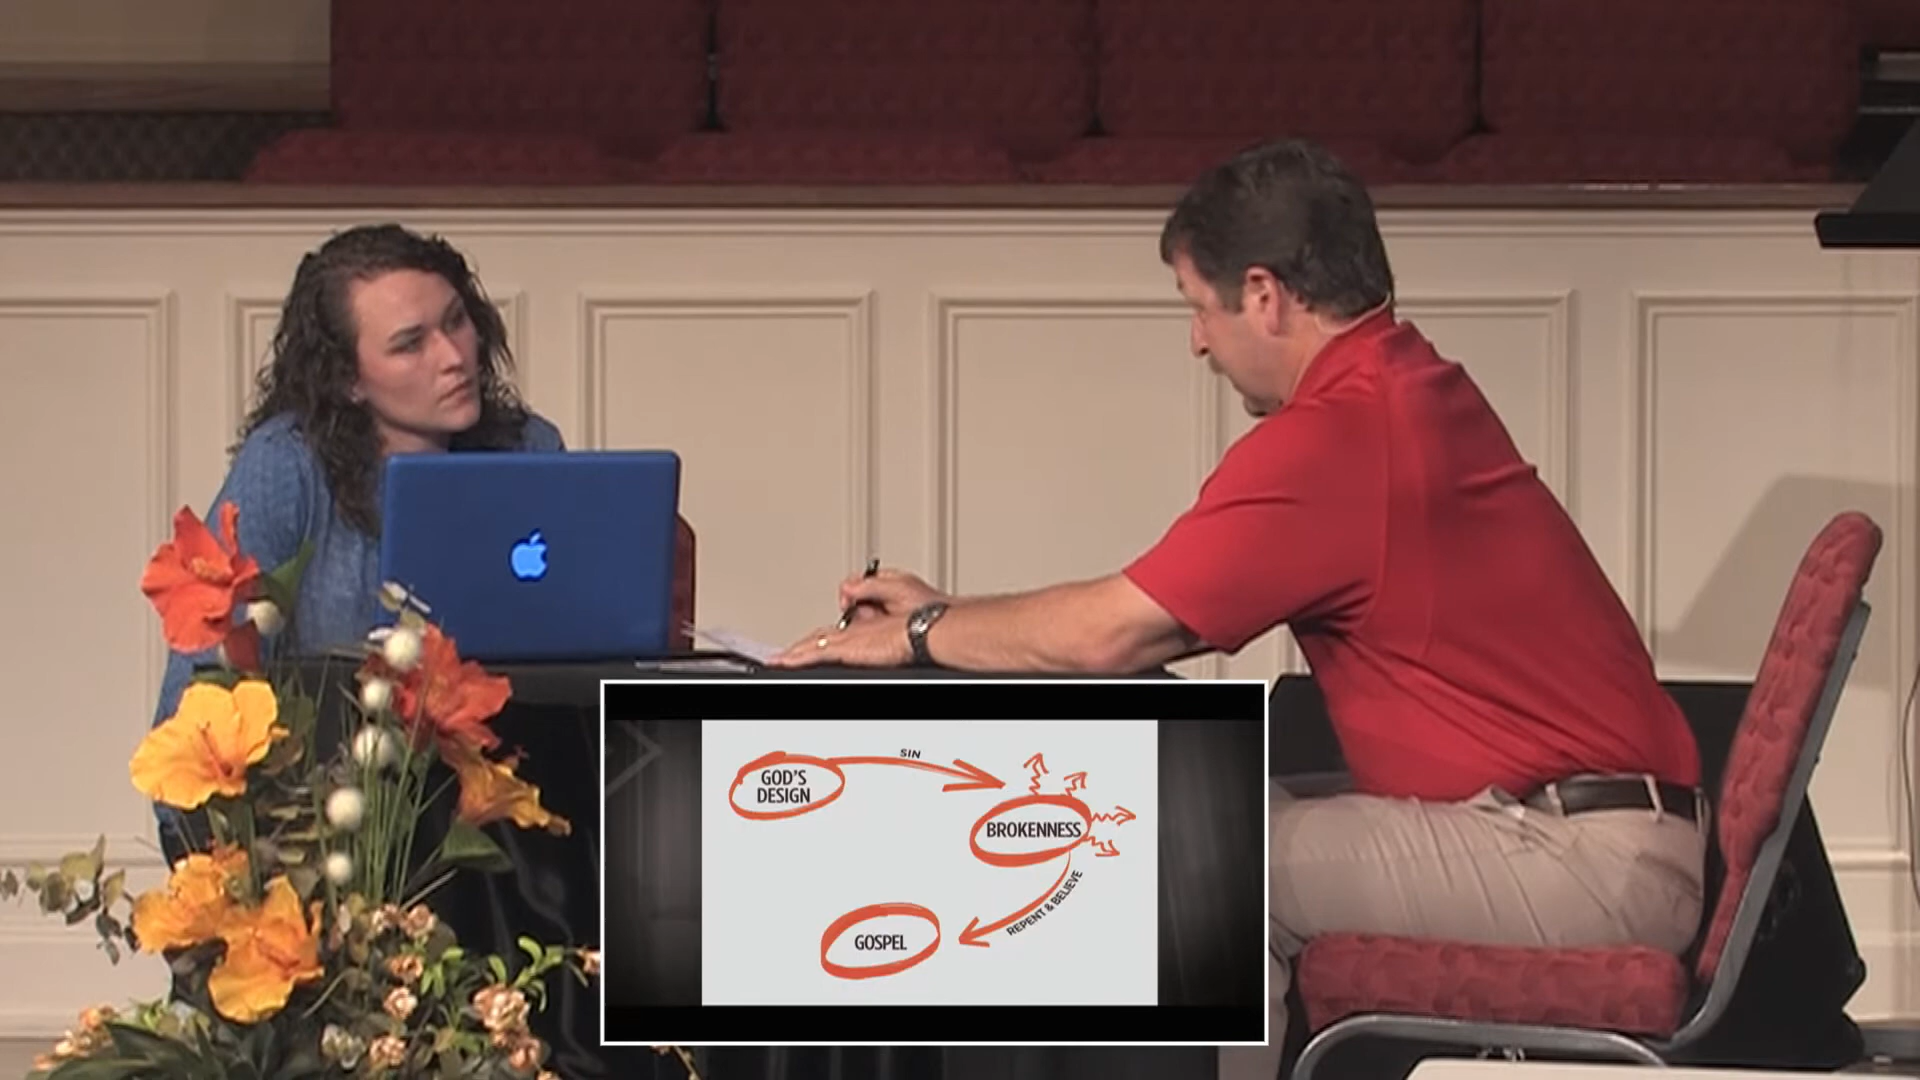 GOD'S
DESIGN
SIN
BROKENNESS
REPENT & BELIEVE
GOSPEL